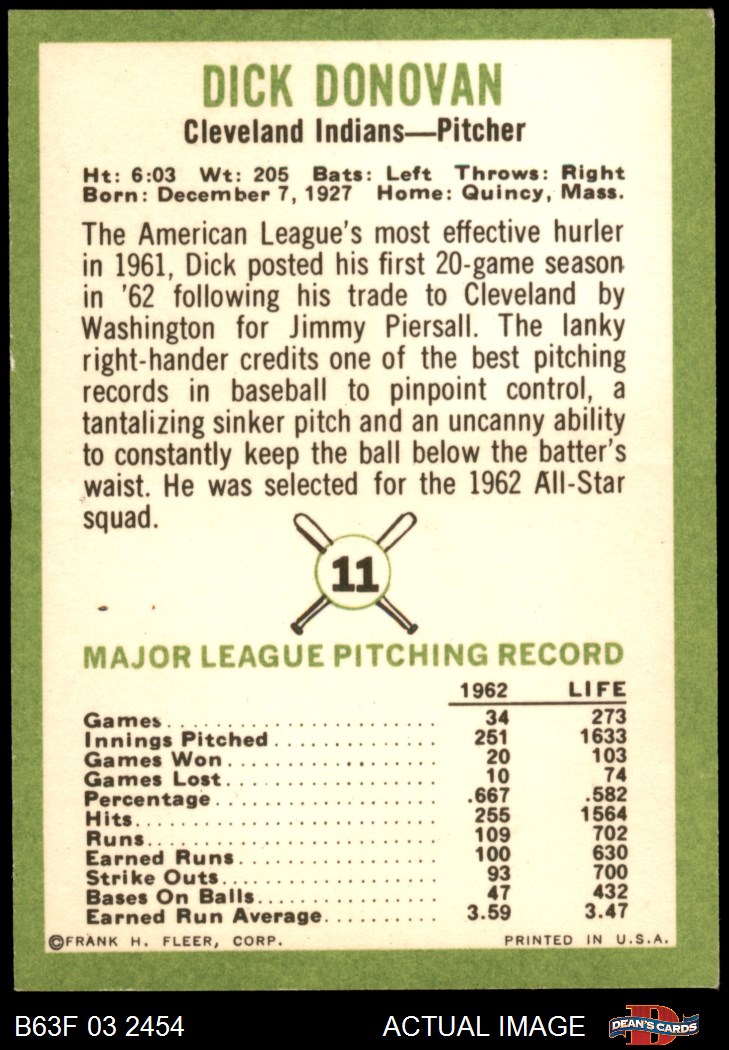 DICK DONOVAN
Cleveland Indians—Pitcher
Ht: 6:03 Wt: 205 Bats: Left Throws: Right
Born: December 7, 1927 Home: Quincy, Mass.
The American League's most effective hurler
in 1961, Dick posted his first 20-game season
in '62 following his trade to Cleveland by
Washington for Jimmy Piersall. The lanky
right-hander credits one of the best pitching
records in baseball to pinpoint control, a
tantalizing sinker pitch and an uncanny ability
to constantly keep the ball below the batter's
waist. He was selected for the 1962 All-Star
squad.
11
MAJOR LEAGUE PITCHING RECORD
1962 LIFE
Games 34 273
Innings Pitched 251 1633
Games Won 20 103
Games Lost 10 74
Percentage .667 .582
Hits 255 1564
Runs 109 702
Earned Runs 100 630
Strike Outs 93 700
Bases On Balls 47 432
Earned Run Average 3.59 3.47
©FRANK H. FLEER, CORP. PRINTED IN U.S.A.
B63F 03 2454 ACTUAL IMAGE D DEAN'S CARDS